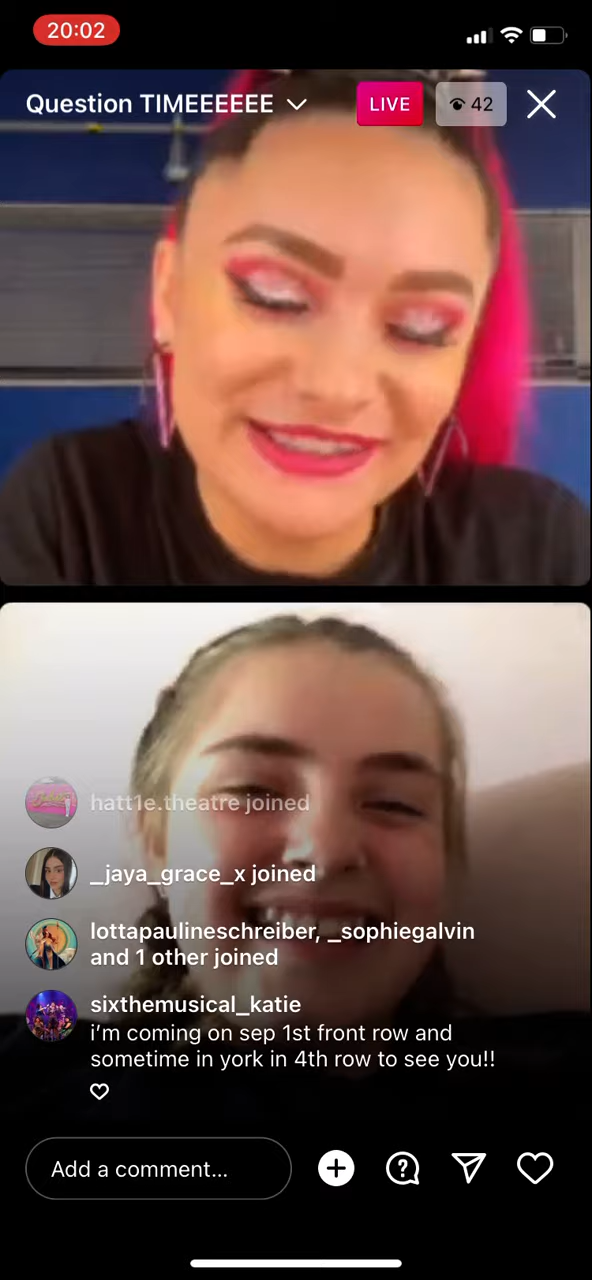 20:02
Question TIMEEEEEE
LIVE
42
hatt1e.theatre joined
_jaya_grace_x joined
lottapaulineschreiber, _sophiegalvin
and 1 other joined
sixthemusical_katie
i’m coming on sep 1st front row and
sometime in york in 4th row to see you!!
Add a comment...